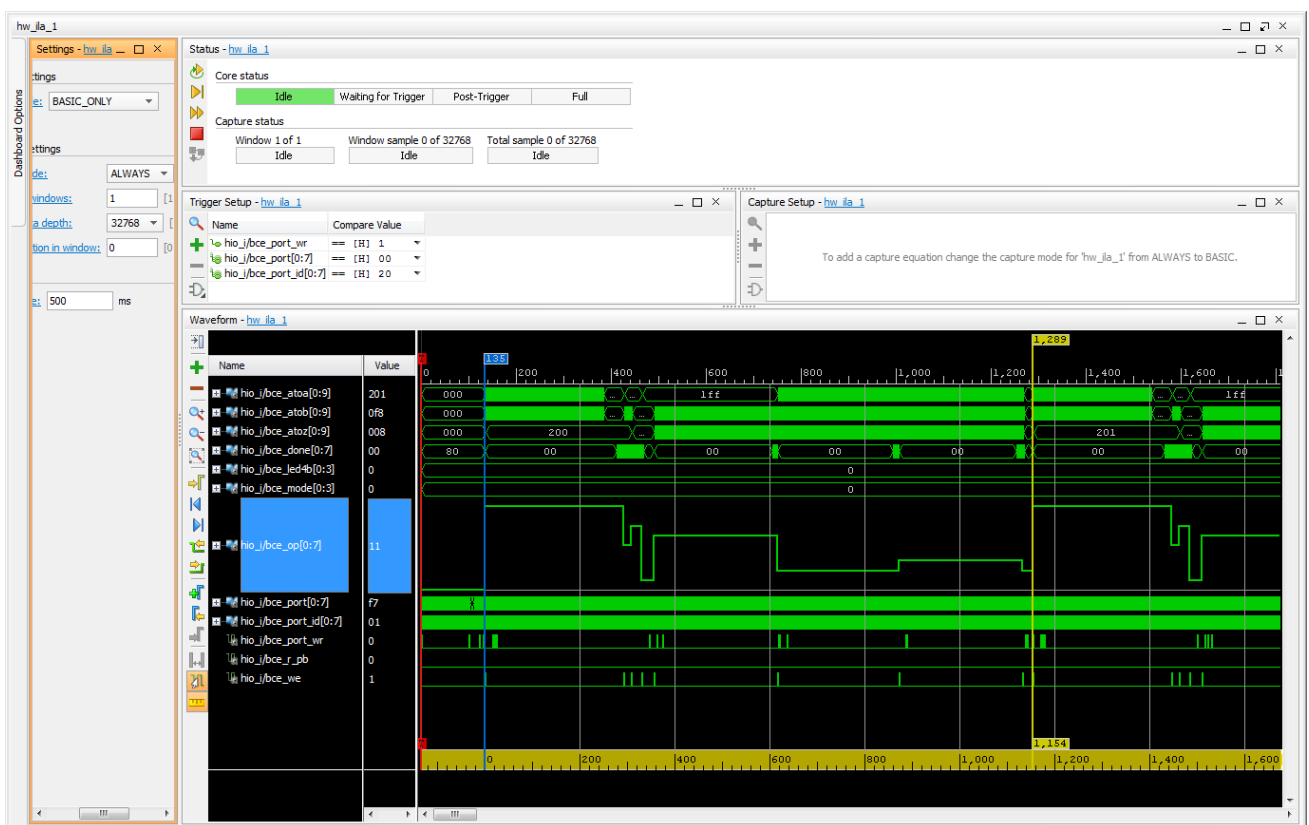 hw_ila_1
Dashboard Options
Settings - hw_ila
ttings
e: BASIC_ONLY
ettings
de: ALWAYS
windows: 1 [1
a depth: 32768 [
tion in window: 0 [0
e: 500 ms
Status - hw_ila_1
Core status
Idle Waiting for Trigger Post-Trigger Full
Capture status
Window 1 of 1 Window sample 0 of 32768 Total sample 0 of 32768
Idle Idle Idle
Trigger Setup - hw_ila_1
Name Compare Value
hio_i/bce_port_wr == [H] 1
hio_i/bce_port[0:7] == [H] 00
hio_i/bce_port_id[0:7] == [H] 20
Capture Setup - hw_ila_1
To add a capture equation change the capture mode for 'hw_ila_1' from ALWAYS to BASIC.
Waveform - hw_ila_1
1,289
Name Value
135
0 200 400 600 800 1,000 1,200 1,400 1,600
hio_i/bce_atoa[0:9] 201 000 ... ... 1ff ... ... 1ff
hio_i/bce_atob[0:9] 0f8 000 ... ... ... ...
hio_i/bce_atoz[0:9] 008 000 200 ... 201 ...
hio_i/bce_done[0:7] 00 80 00 00 00 00 00 00
hio_i/bce_led4b[0:3] 0 0
hio_i/bce_mode[0:3] 0 0
hio_i/bce_op[0:7] 11
hio_i/bce_port[0:7] f7
hio_i/bce_port_id[0:7] 01
hio_i/bce_port_wr 0
hio_i/bce_r_pb 0
hio_i/bce_we 1
1,154
0 200 400 600 800 1,000 1,200 1,400 1,600